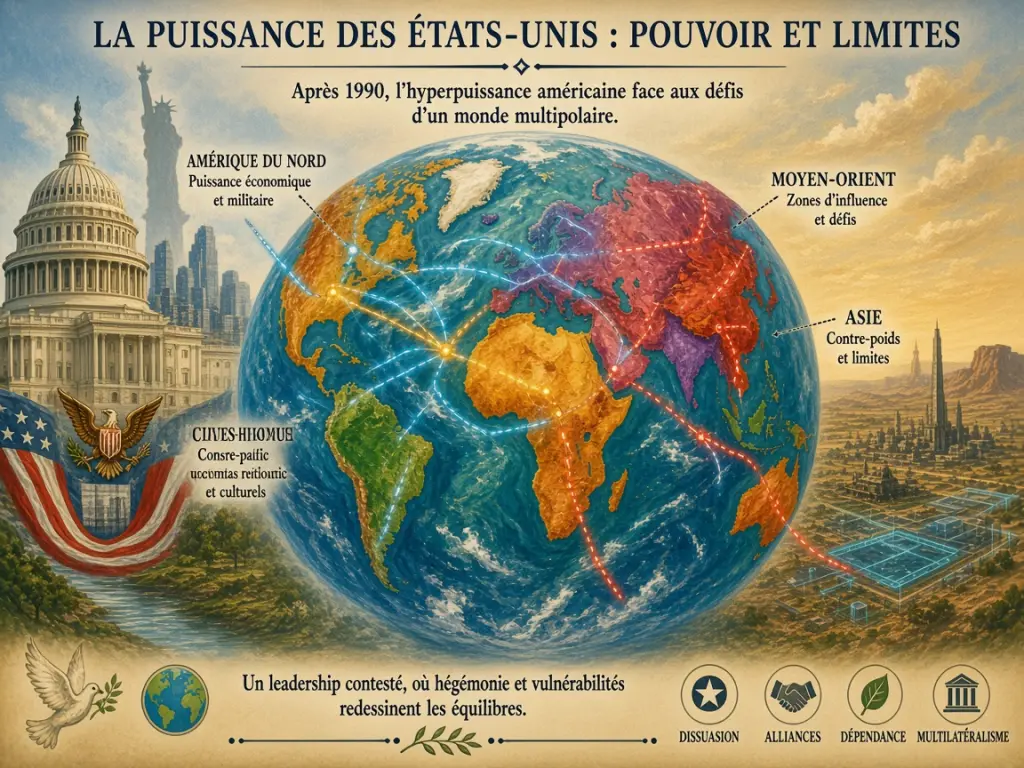 LA PUISSANCE DES ÉTATS-UNIS : POUVOIR ET LIMITES
Après 1990, l'hyperpuissance américaine face aux défis
d'un monde multipolaire.
AMÉRIQUE DU NORD
Puissance économique
et militaire
MOYEN-ORIENT
Zones d'influence
et défis
ASIE
Contre-poids
et limites
et culturels
Un leadership contesté, où hégémonie et vulnérabilités
redessinent les équilibres.
DISSUASION
ALLIANCES
DÉPENDANCE
MULTILATÉRALISME